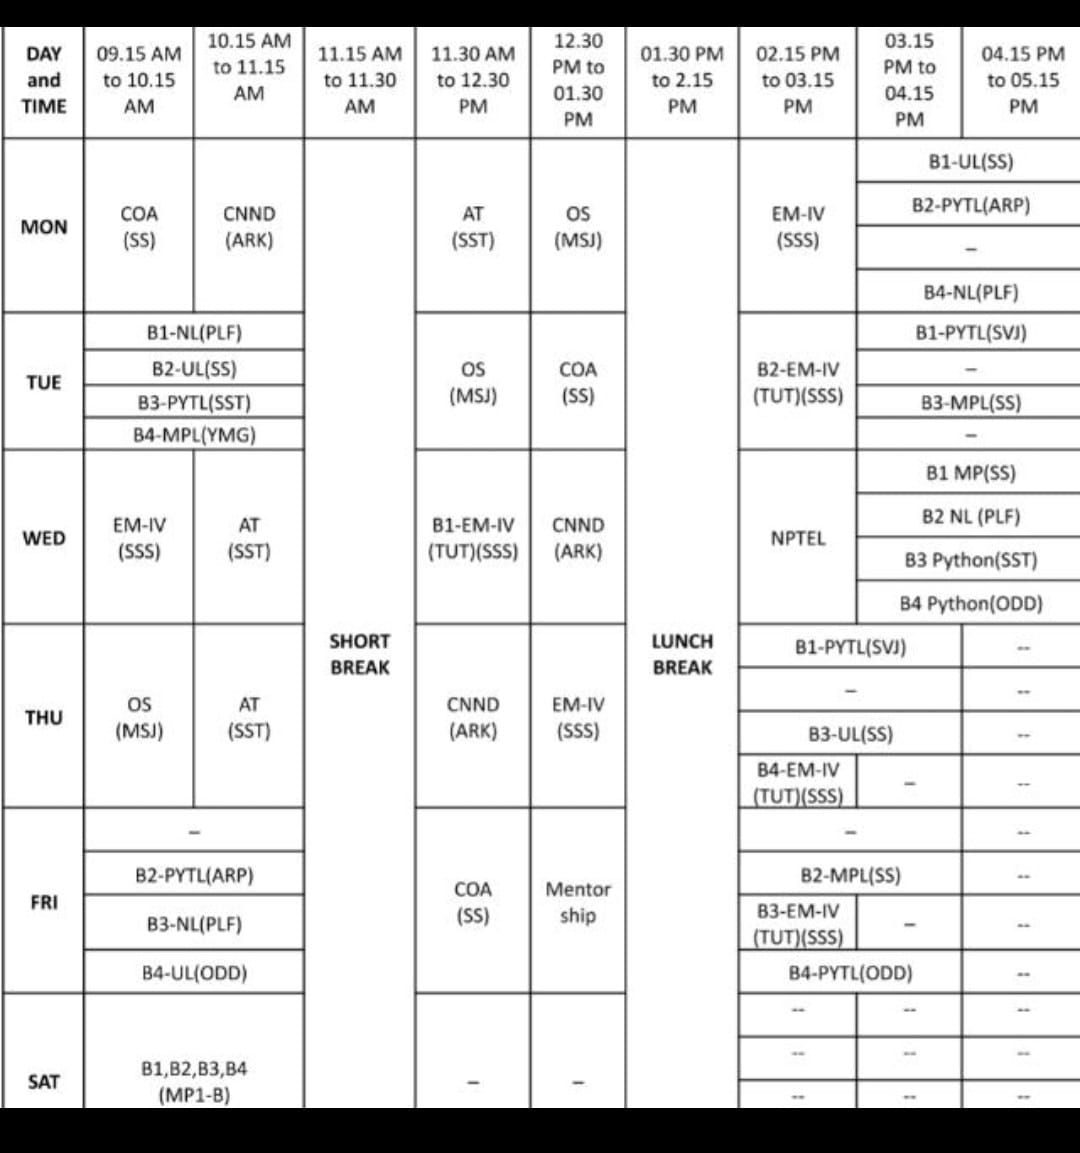 DAY and TIME 09.15 AM to 10.15 AM 10.15 AM to 11.15 AM 11.15 AM to 11.30 AM 11.30 AM to 12.30 PM 12.30 PM to 01.30 PM 01.30 PM to 2.15 PM 02.15 PM to 03.15 PM 03.15 PM to 04.15 PM 04.15 PM to 05.15 PM
MON COA (SS) CNND (ARK) AT (SST) OS (MSJ) EM-IV (SSS)
B1-UL(SS)
B2-PYTL(ARP)
–
B4-NL(PLF)
TUE
B1-NL(PLF)
B2-UL(SS)
B3-PYTL(SST)
B4-MPL(YMG)
OS (MSJ) COA (SS) B2-EM-IV (TUT)(SSS)
B1-PYTL(SVJ)
–
B3-MPL(SS)
–
WED EM-IV (SSS) AT (SST) B1-EM-IV (TUT)(SSS) CNND (ARK) NPTEL
B1 MP(SS)
B2 NL (PLF)
B3 Python(SST)
B4 Python(ODD)
SHORT BREAK LUNCH BREAK
THU OS (MSJ) AT (SST) CNND (ARK) EM-IV (SSS)
B1-PYTL(SVJ) --
– --
B3-UL(SS) --
B4-EM-IV (TUT)(SSS) – --
FRI
–
B2-PYTL(ARP)
B3-NL(PLF)
B4-UL(ODD)
COA (SS) Mentor ship
– --
B2-MPL(SS) --
B3-EM-IV (TUT)(SSS) – --
B4-PYTL(ODD) --
SAT B1,B2,B3,B4 (MP1-B) – –
-- -- --
-- -- --
-- -- --